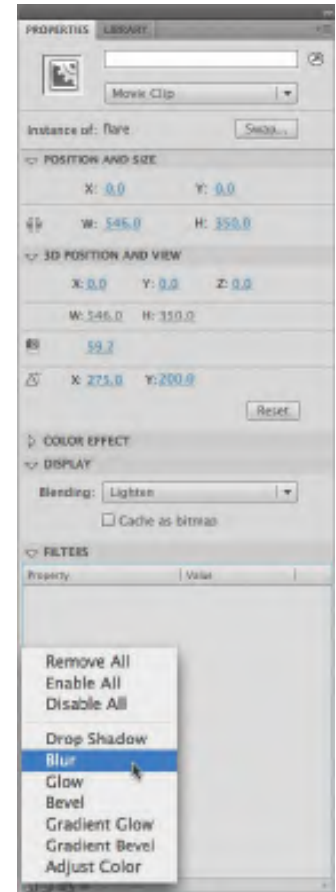 PROPERTIES LIBRARY
Movie Clip
Instance of: flare Swap...
POSITION AND SIZE
X: 0.0 Y: 0.0
W: 546.0 H: 350.0
3D POSITION AND VIEW
X: 0.0 Y: 0.0 Z: 0.0
W: 546.0 H: 350.0
59.2
X: 275.0 Y: 200.0
Reset
COLOR EFFECT
DISPLAY
Blending: Lighten
Cache as bitmap
FILTERS
Property Value
Remove All
Enable All
Disable All
Drop Shadow
Blur
Glow
Bevel
Gradient Glow
Gradient Bevel
Adjust Color